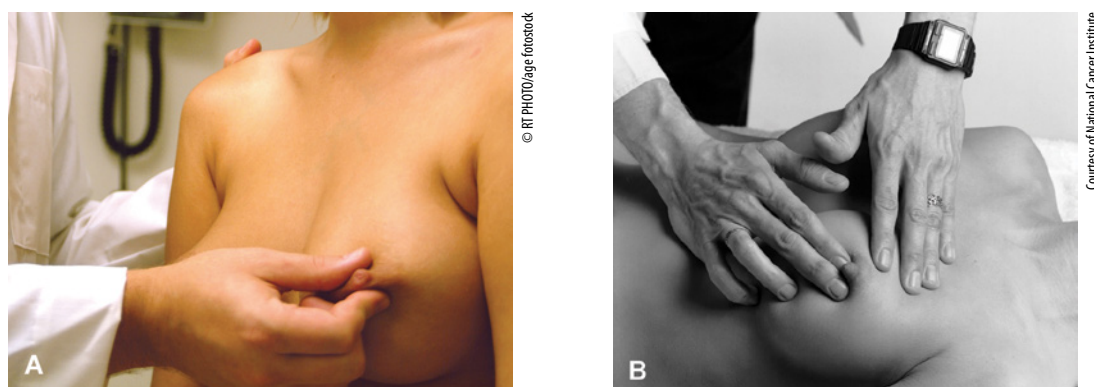 © RT PHOTO/age fotostock
Courtesy of National Cancer Institute
A
B